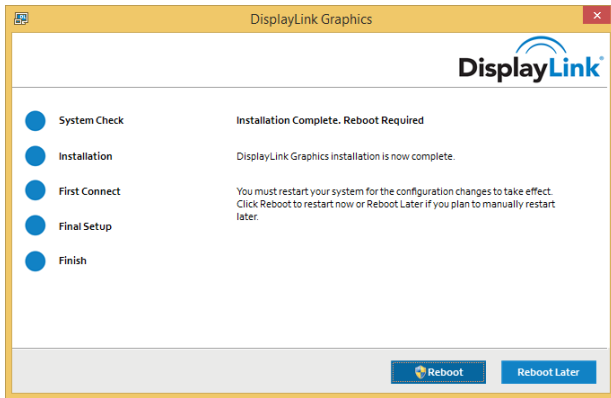 DisplayLink Graphics
DisplayLink
System Check
Installation Complete. Reboot Required
Installation
DisplayLink Graphics installation is now complete.
First Connect
You must restart your system for the configuration changes to take effect.
Click Reboot to restart now or Reboot Later if you plan to manually restart
later.
Final Setup
Finish
Reboot
Reboot Later